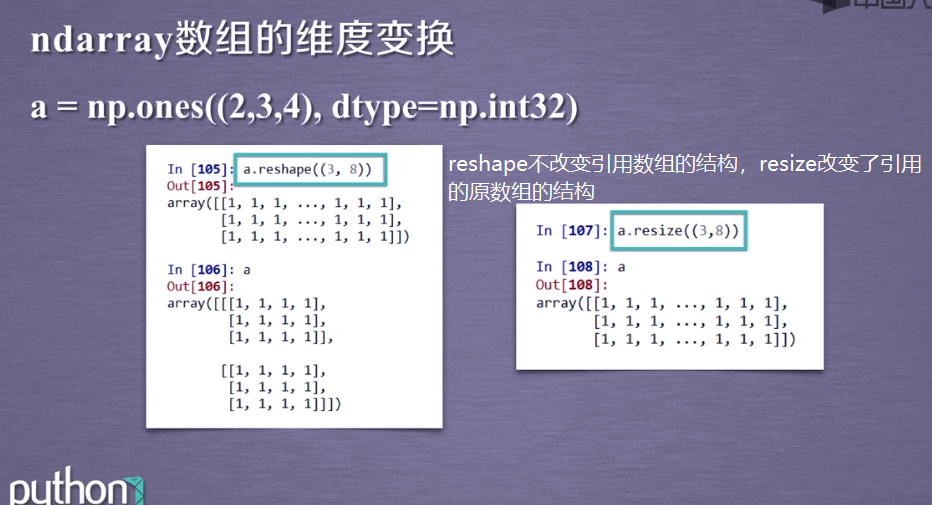 ndarray数组的维度变换
a = np.ones((2,3,4), dtype=np.int32)
In [105]: a.reshape((3, 8))
Out[105]:
array([[1, 1, 1, ..., 1, 1, 1],
[1, 1, 1, ..., 1, 1, 1],
[1, 1, 1, ..., 1, 1, 1]])
In [106]: a
Out[106]:
array([[[1, 1, 1, 1],
[1, 1, 1, 1],
[1, 1, 1, 1]],
[[1, 1, 1, 1],
[1, 1, 1, 1],
[1, 1, 1, 1]]])
reshape不改变引用数组的结构，resize改变了引用
的原数组的结构
In [107]: a.resize((3,8))
In [108]: a
Out[108]:
array([[1, 1, 1, ..., 1, 1, 1],
[1, 1, 1, ..., 1, 1, 1],
[1, 1, 1, ..., 1, 1, 1]])
python